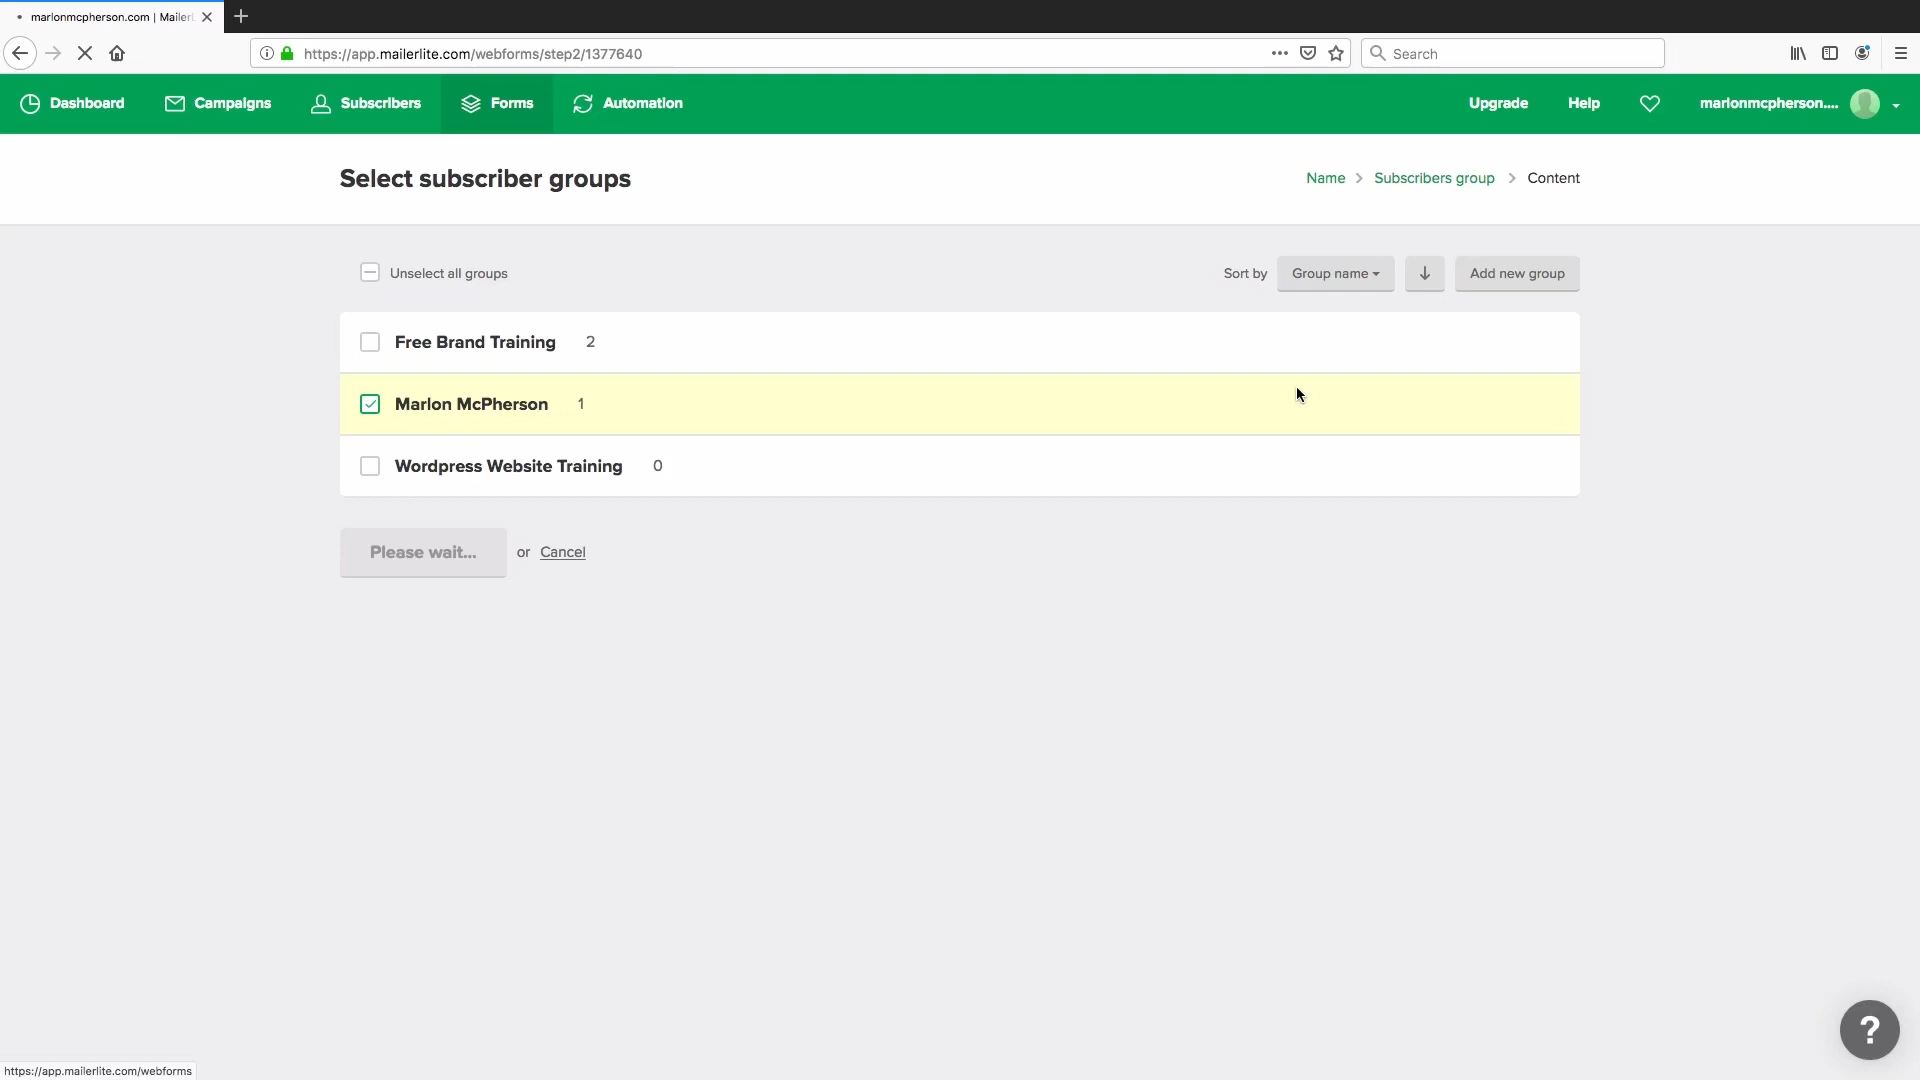 marlonmcpherson.com | Mailer
https://app.mailerlite.com/webforms/step2/1377640
Search
Dashboard
Campaigns
Subscribers
Forms
Automation
Upgrade
Help
marlonmcpherson....
Select subscriber groups
Name > Subscribers group > Content
Unselect all groups
Sort by
Group name
Add new group
Free Brand Training 2
Marlon McPherson 1
Wordpress Website Training 0
Please wait... or Cancel
?
https://app.mailerlite.com/webforms